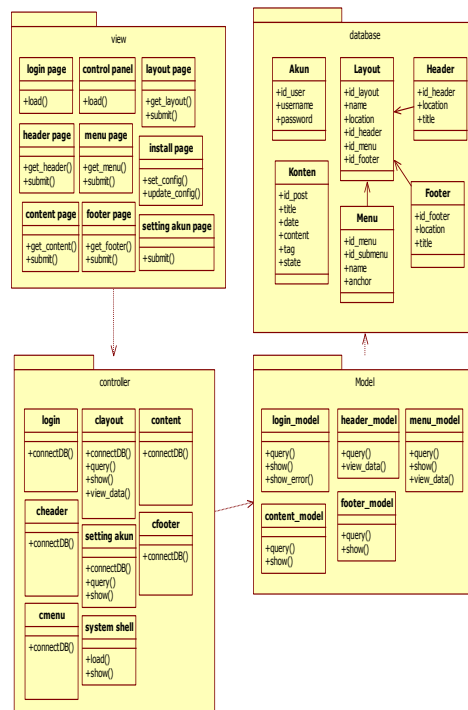 view
login page
+load()
control panel
+load()
layout page
+get_layout()
+submit()
header page
+get_header()
+submit()
menu page
+get_menu()
+submit()
install page
+set_config()
+update_config()
content page
+get_content()
+submit()
footer page
+get_footer()
+submit()
setting akun page
+submit()
database
Akun
+id_user
+username
+password
Layout
+id_layout
+name
+location
+id_header
+id_menu
+id_footer
Header
+id_header
+location
+title
Konten
+id_post
+title
+date
+content
+tag
+state
Menu
+id_menu
+id_submenu
+name
+anchor
Footer
+id_footer
+location
+title
controller
login
+connectDB()
clayout
+connectDB()
+query()
+show()
+view_data()
content
+connectDB()
cheader
+connectDB()
setting akun
+connectDB()
+query()
+show()
cfooter
+connectDB()
cmenu
+connectDB()
system shell
+load()
+show()
Model
login_model
+query()
+show()
+show_error()
header_model
+query()
+view_data()
menu_model
+query()
+show()
+view_data()
content_model
+query()
+show()
footer_model
+query()
+show()